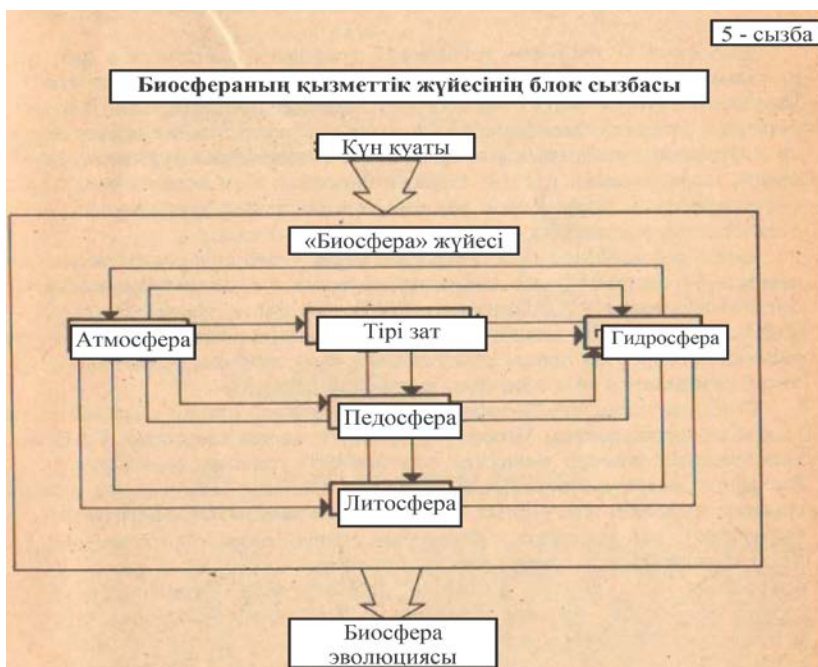 5 - сызба
Биосфераның қызметтік жүйесінің блок сызбасы
Күн қуаты
«Биосфера» жүйесі
Атмосфера
Тірі зат
Гидросфера
Педосфера
Литосфера
Биосфера
эволюциясы